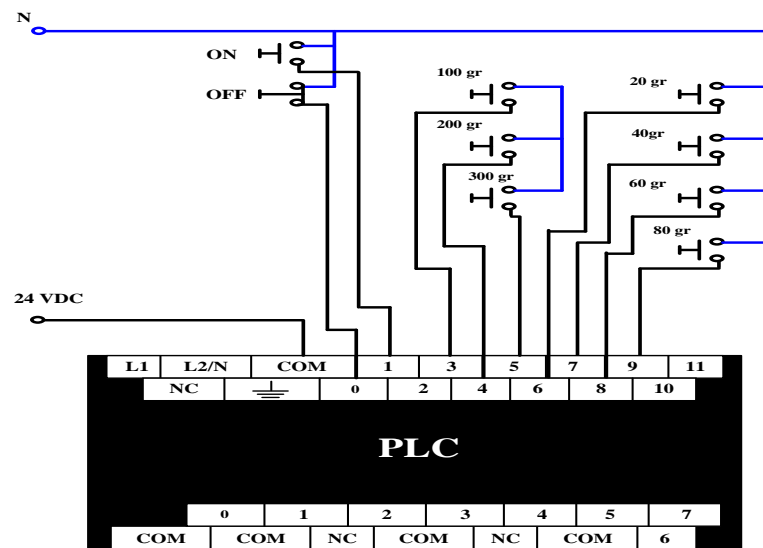 N
ON
OFF
100 gr
200 gr
300 gr
20 gr
40gr
60 gr
80 gr
24 VDC
L1 L2/N COM 1 3 5 7 9 11
NC 0 2 4 6 8 10
PLC
0 1 2 3 4 5 7
COM COM NC COM NC COM 6